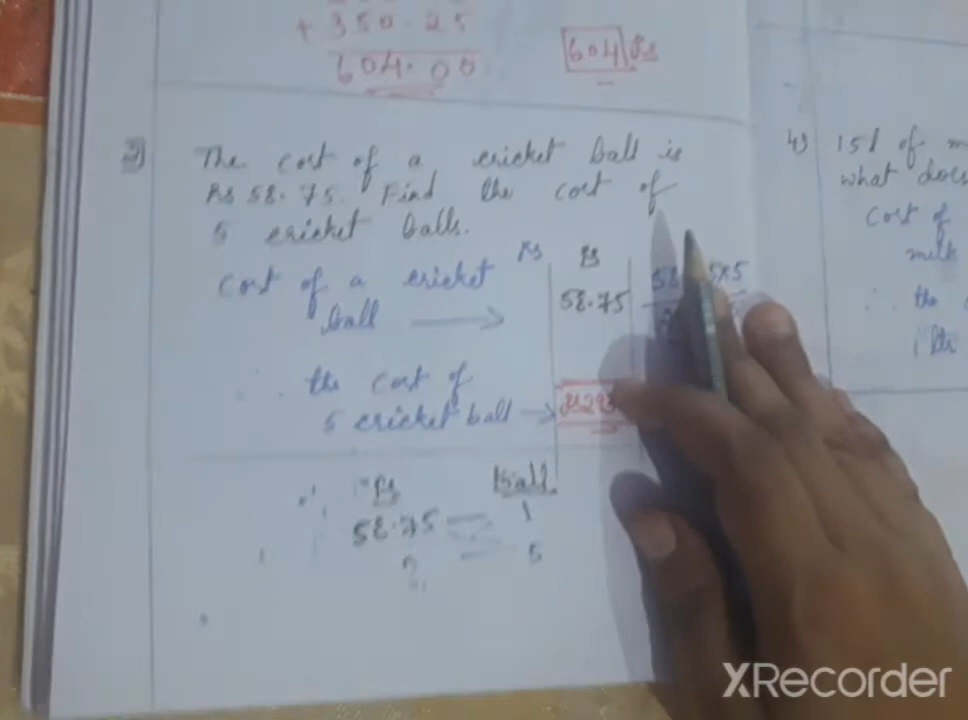 + 350.25
604.00
604 Rs
3) The cost of a cricket ball is
Rs 58.75. Find the cost of
5 cricket balls.
Rs Rs
cost of a cricket
ball → 58.75
∴ the cost of
5 cricket ball →
Rs Ball
58.75 1
5
4) 15l of
what does
cost of
milk
∴ the
XRecorder